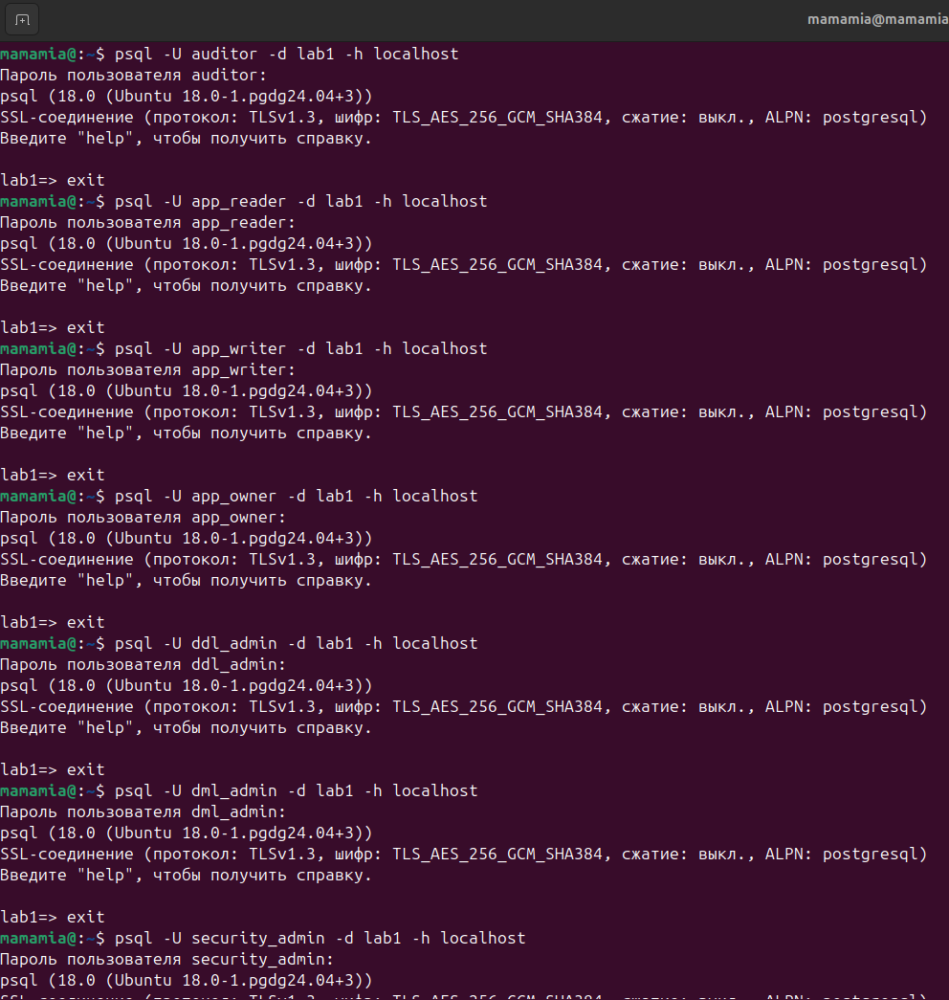 mamamia@mamamia
mamamia@:~$ psql -U auditor -d lab1 -h localhost
Пароль пользователя auditor:
psql (18.0 (Ubuntu 18.0-1.pgdg24.04+3))
SSL-соединение (протокол: TLSv1.3, шифр: TLS_AES_256_GCM_SHA384, сжатие: выкл., ALPN: postgresql)
Введите "help", чтобы получить справку.
lab1=> exit
mamamia@:~$ psql -U app_reader -d lab1 -h localhost
Пароль пользователя app_reader:
psql (18.0 (Ubuntu 18.0-1.pgdg24.04+3))
SSL-соединение (протокол: TLSv1.3, шифр: TLS_AES_256_GCM_SHA384, сжатие: выкл., ALPN: postgresql)
Введите "help", чтобы получить справку.
lab1=> exit
mamamia@:~$ psql -U app_writer -d lab1 -h localhost
Пароль пользователя app_writer:
psql (18.0 (Ubuntu 18.0-1.pgdg24.04+3))
SSL-соединение (протокол: TLSv1.3, шифр: TLS_AES_256_GCM_SHA384, сжатие: выкл., ALPN: postgresql)
Введите "help", чтобы получить справку.
lab1=> exit
mamamia@:~$ psql -U app_owner -d lab1 -h localhost
Пароль пользователя app_owner:
psql (18.0 (Ubuntu 18.0-1.pgdg24.04+3))
SSL-соединение (протокол: TLSv1.3, шифр: TLS_AES_256_GCM_SHA384, сжатие: выкл., ALPN: postgresql)
Введите "help", чтобы получить справку.
lab1=> exit
mamamia@:~$ psql -U ddl_admin -d lab1 -h localhost
Пароль пользователя ddl_admin:
psql (18.0 (Ubuntu 18.0-1.pgdg24.04+3))
SSL-соединение (протокол: TLSv1.3, шифр: TLS_AES_256_GCM_SHA384, сжатие: выкл., ALPN: postgresql)
Введите "help", чтобы получить справку.
lab1=> exit
mamamia@:~$ psql -U dml_admin -d lab1 -h localhost
Пароль пользователя dml_admin:
psql (18.0 (Ubuntu 18.0-1.pgdg24.04+3))
SSL-соединение (протокол: TLSv1.3, шифр: TLS_AES_256_GCM_SHA384, сжатие: выкл., ALPN: postgresql)
Введите "help", чтобы получить справку.
lab1=> exit
mamamia@:~$ psql -U security_admin -d lab1 -h localhost
Пароль пользователя security_admin:
psql (18.0 (Ubuntu 18.0-1.pgdg24.04+3))